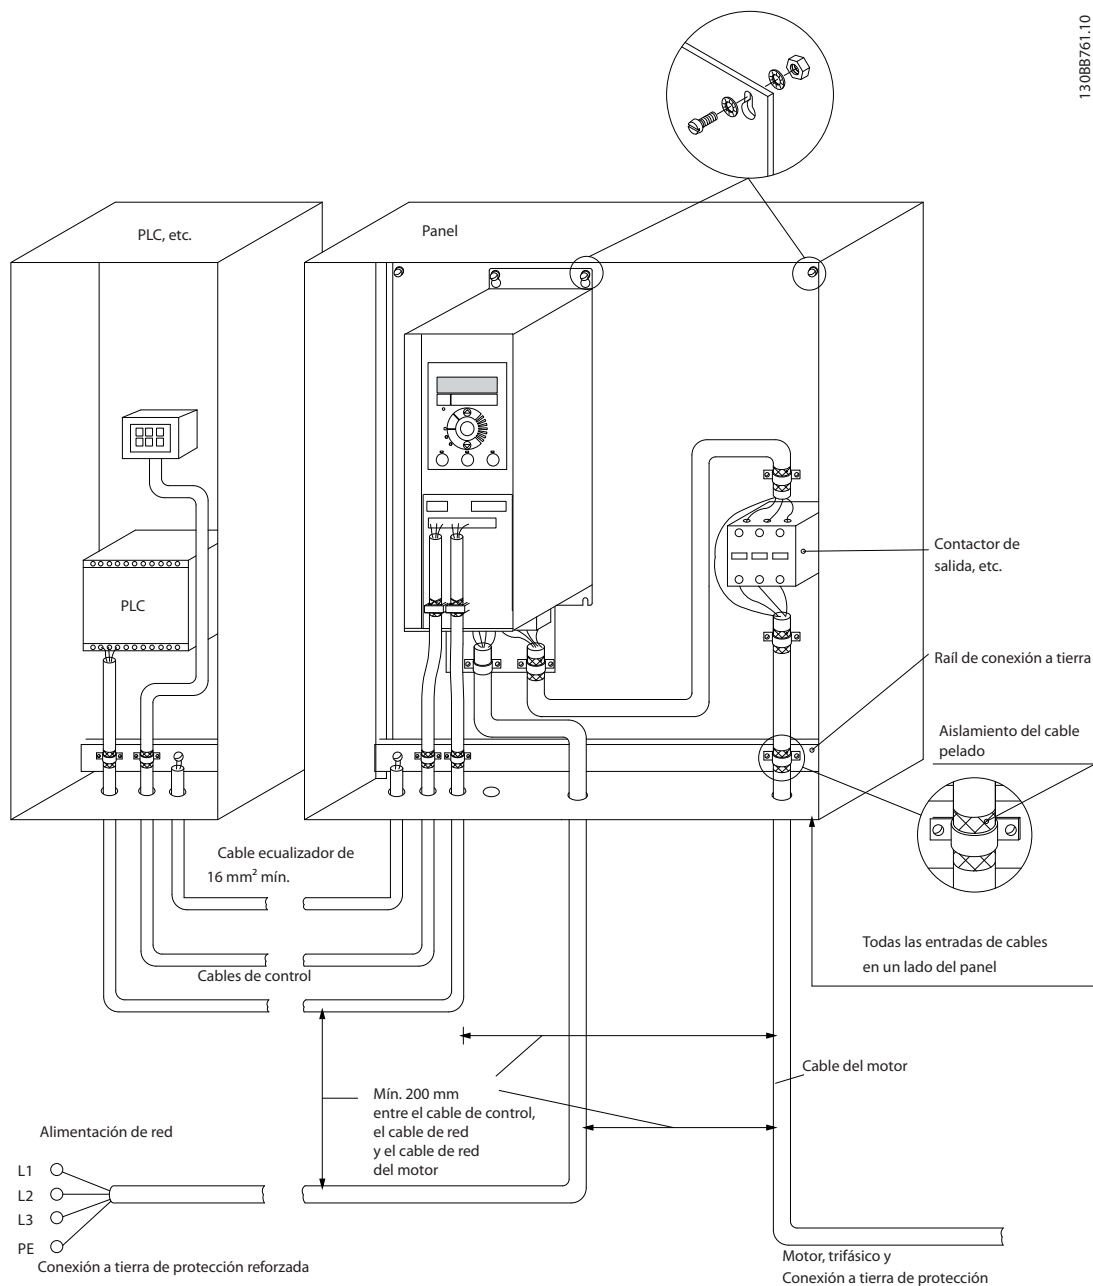 130BB761.10
PLC, etc.
Panel
PLC
Contactor de
salida, etc.
Raíl de conexión a tierra
Aislamiento del cable
pelado
Cable ecualizador de
16 mm² mín.
Todas las entradas de cables
en un lado del panel
Cables de control
Cable del motor
Mín. 200 mm
entre el cable de control,
el cable de red
y el cable de red
del motor
Alimentación de red
L1
L2
L3
PE
Conexión a tierra de protección reforzada
Motor, trifásico y
Conexión a tierra de protección